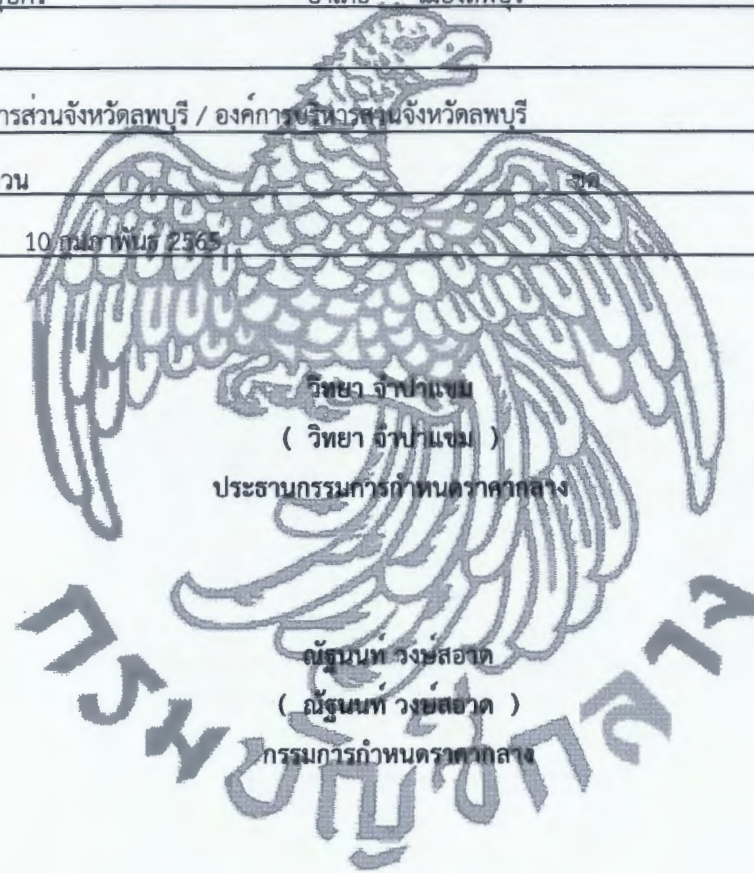 การส่วนจังหวัดลพบุรี / องค์การบริหารส่วนจังหวัดลพบุรี
ชุด
10 กุมภาพันธ์ 2565
วิทยา จำปาแขม
( วิทยา จำปาแขม )
ประธานกรรมการกำหนดราคากลาง
ณัฐนนท์ วงษ์สอาด
( ณัฐนนท์ วงษ์สอาด )
กรรมการกำหนดราคากลาง
กรมบัญชีกลาง